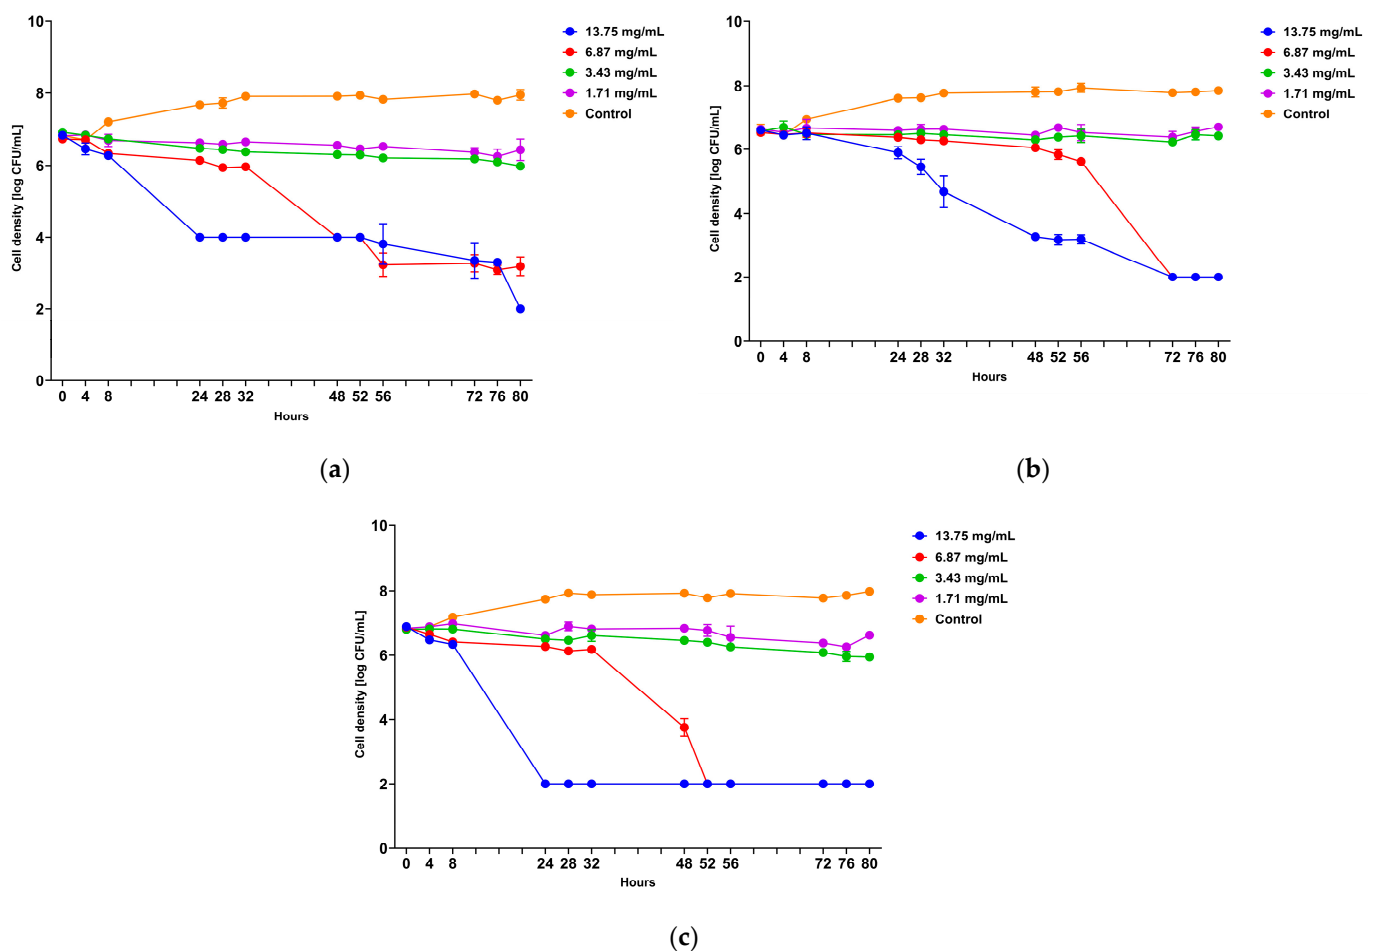 10
8
6
4
2
0
Cell density [log CFU/mL]
0 4 8 24 28 32 48 52 56 72 76 80
Hours
13.75 mg/mL
6.87 mg/mL
3.43 mg/mL
1.71 mg/mL
Control
(a)
10
8
6
4
2
0
Cell density [log CFU/mL]
0 4 8 24 28 32 48 52 56 72 76 80
Hours
13.75 mg/mL
6.87 mg/mL
3.43 mg/mL
1.71 mg/mL
Control
(b)
10
8
6
4
2
0
Cell density [log CFU/mL]
0 4 8 24 28 32 48 52 56 72 76 80
Hours
13.75 mg/mL
6.87 mg/mL
3.43 mg/mL
1.71 mg/mL
Control
(c)